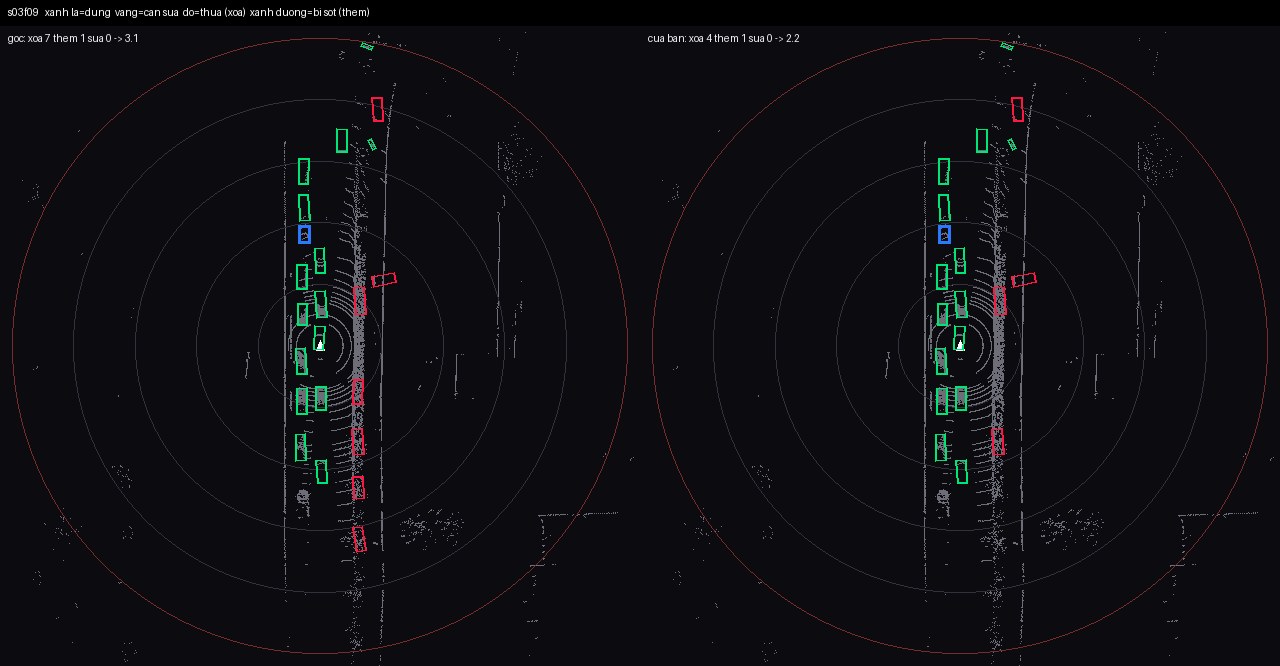 s03f09 xanh la=dung vang=can sua do=thua (xoa) xanh duong=bi sot (them)
goc: xoa 7 them 1 sua 0 -> 3.1
cua ban: xoa 4 them 1 sua 0 -> 2.2